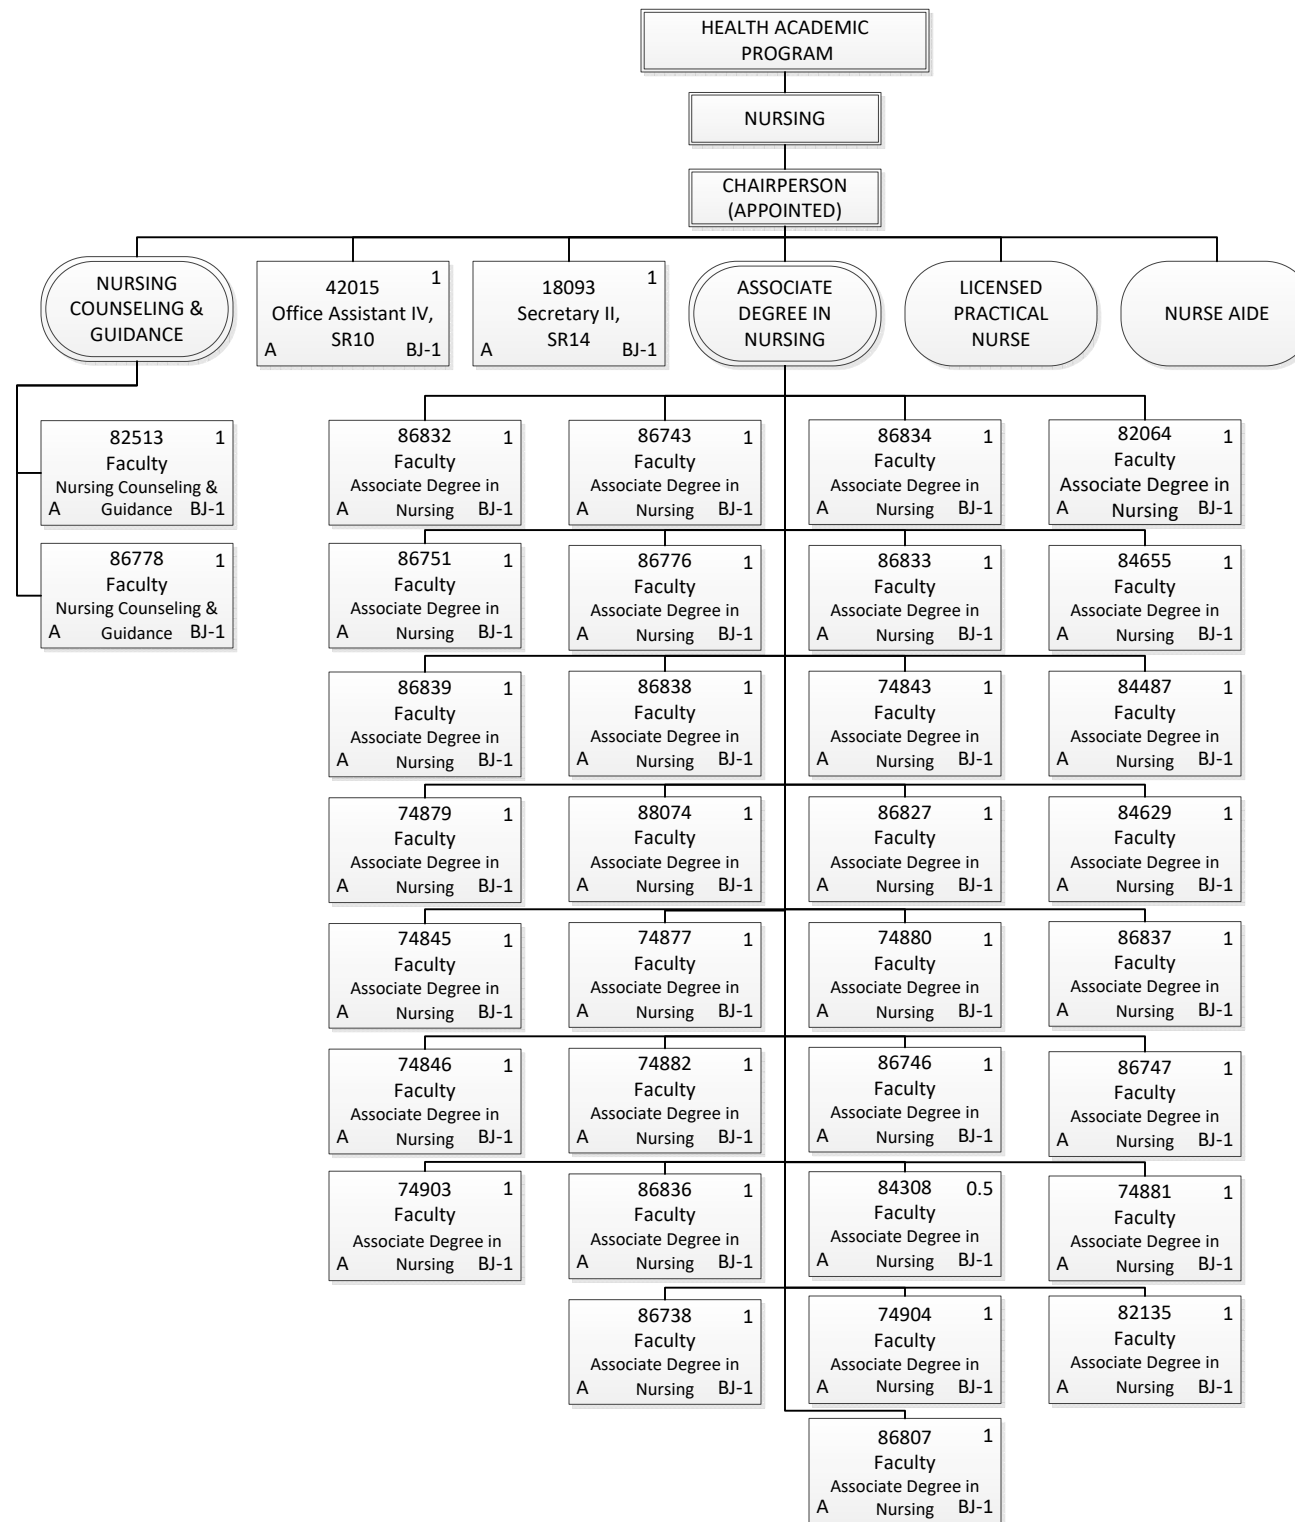 HEALTH ACADEMIC
PROGRAM
NURSING
CHAIRPERSON
(APPOINTED)
NURSING
COUNSELING &
GUIDANCE
42015 1
Office Assistant IV,
SR10
A BJ-1
18093 1
Secretary II,
SR14
A BJ-1
ASSOCIATE
DEGREE IN
NURSING
LICENSED
PRACTICAL
NURSE
NURSE AIDE
82513 1
Faculty
Nursing Counseling &
A Guidance BJ-1
86778 1
Faculty
Nursing Counseling &
A Guidance BJ-1
86832 1
Faculty
Associate Degree in
A Nursing BJ-1
86743 1
Faculty
Associate Degree in
A Nursing BJ-1
86834 1
Faculty
Associate Degree in
A Nursing BJ-1
82064 1
Faculty
Associate Degree in
A Nursing BJ-1
86751 1
Faculty
Associate Degree in
A Nursing BJ-1
86776 1
Faculty
Associate Degree in
A Nursing BJ-1
86833 1
Faculty
Associate Degree in
A Nursing BJ-1
84655 1
Faculty
Associate Degree in
A Nursing BJ-1
86839 1
Faculty
Associate Degree in
A Nursing BJ-1
86838 1
Faculty
Associate Degree in
A Nursing BJ-1
74843 1
Faculty
Associate Degree in
A Nursing BJ-1
84487 1
Faculty
Associate Degree in
A Nursing BJ-1
74879 1
Faculty
Associate Degree in
A Nursing BJ-1
88074 1
Faculty
Associate Degree in
A Nursing BJ-1
86827 1
Faculty
Associate Degree in
A Nursing BJ-1
84629 1
Faculty
Associate Degree in
A Nursing BJ-1
74845 1
Faculty
Associate Degree in
A Nursing BJ-1
74877 1
Faculty
Associate Degree in
A Nursing BJ-1
74880 1
Faculty
Associate Degree in
A Nursing BJ-1
86837 1
Faculty
Associate Degree in
A Nursing BJ-1
74846 1
Faculty
Associate Degree in
A Nursing BJ-1
74882 1
Faculty
Associate Degree in
A Nursing BJ-1
86746 1
Faculty
Associate Degree in
A Nursing BJ-1
86747 1
Faculty
Associate Degree in
A Nursing BJ-1
74903 1
Faculty
Associate Degree in
A Nursing BJ-1
86836 1
Faculty
Associate Degree in
A Nursing BJ-1
84308 0.5
Faculty
Associate Degree in
A Nursing BJ-1
74881 1
Faculty
Associate Degree in
A Nursing BJ-1
86738 1
Faculty
Associate Degree in
A Nursing BJ-1
74904 1
Faculty
Associate Degree in
A Nursing BJ-1
82135 1
Faculty
Associate Degree in
A Nursing BJ-1
86807 1
Faculty
Associate Degree in
A Nursing BJ-1